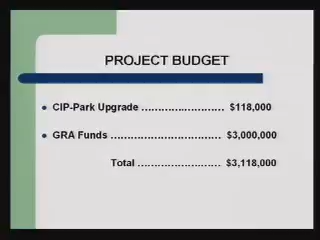 PROJECT BUDGET
CIP-Park Upgrade ......................... $118,000
GRA Funds ................................. $3,000,000
Total ......................... $3,118,000